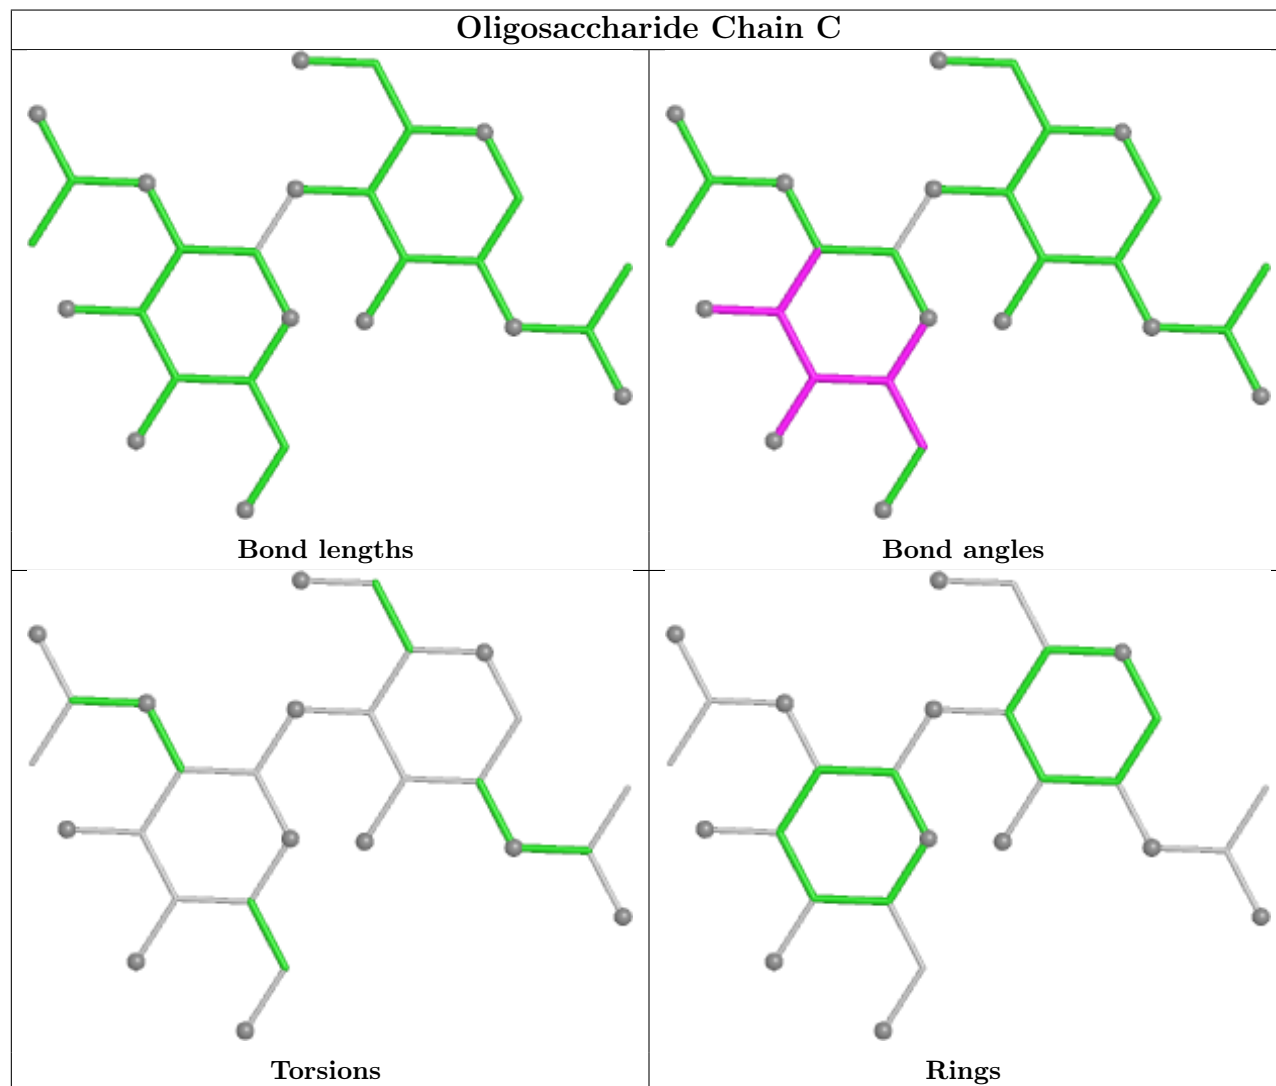 Oligosaccharide Chain C
Bond lengths
Bond angles
Torsions
Rings